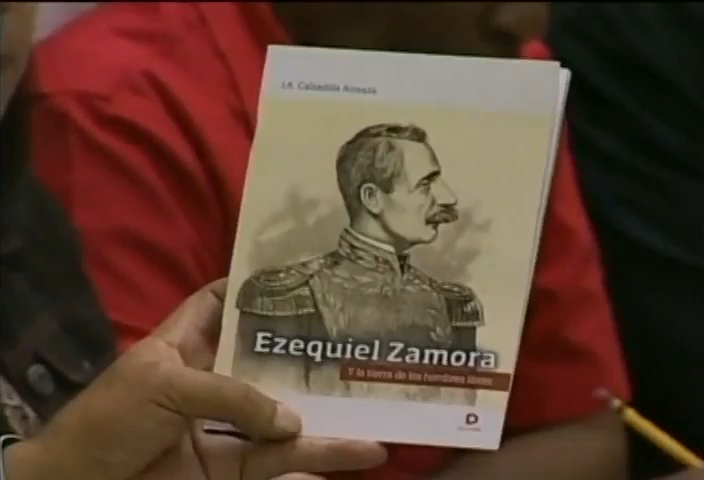 J.A. Calzadilla Arreaza
Ezequiel Zamora
Y la tierra de los hombres libres